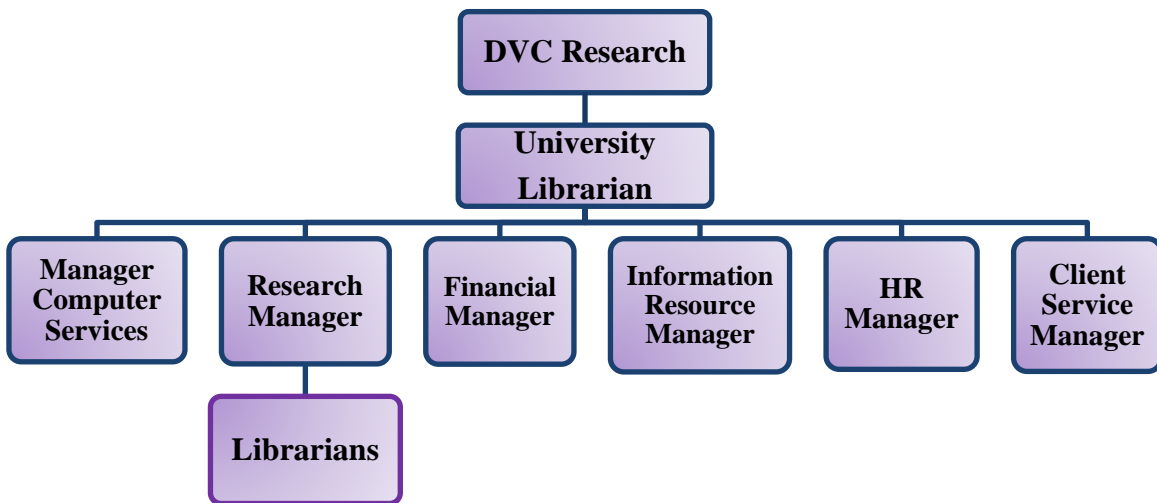 DVC Research
University
Librarian
Manager
Computer
Services
Research
Manager
Financial
Manager
Information
Resource
Manager
HR
Manager
Client
Service
Manager
Librarians